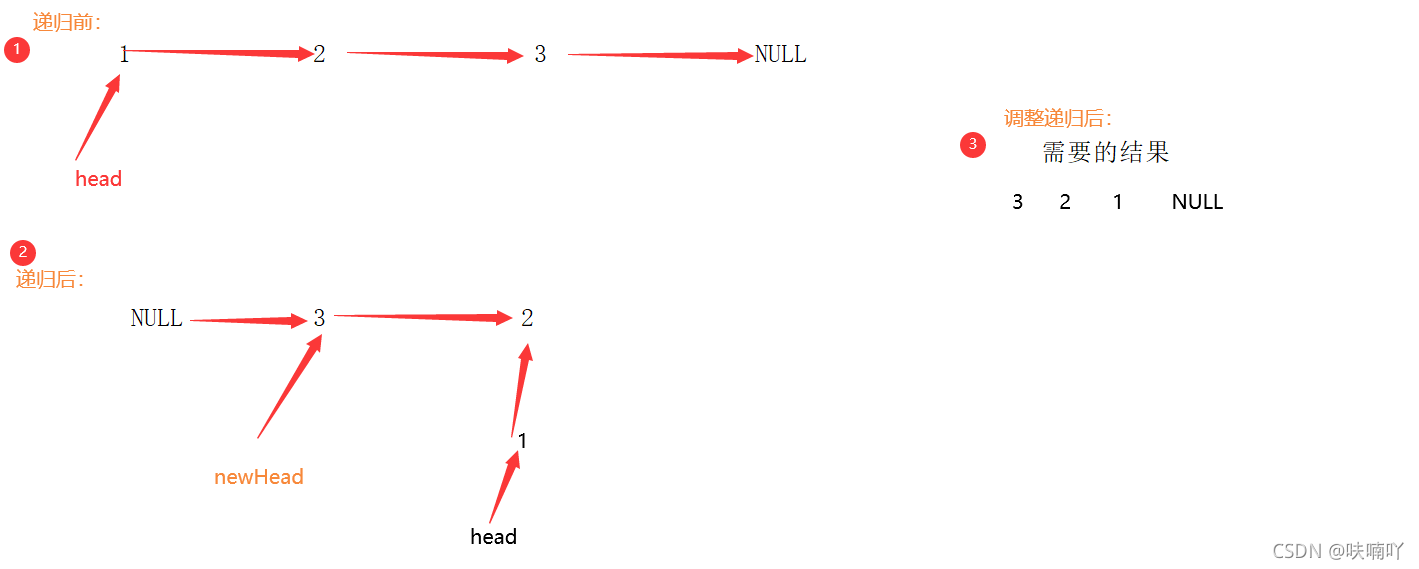 递归前:
1
1 2 3 NULL
head
调整递归后:
3
需要的结果
3 2 1 NULL
2
递归后:
NULL 3 2
1
newHead
head
CSDN @呋喃吖